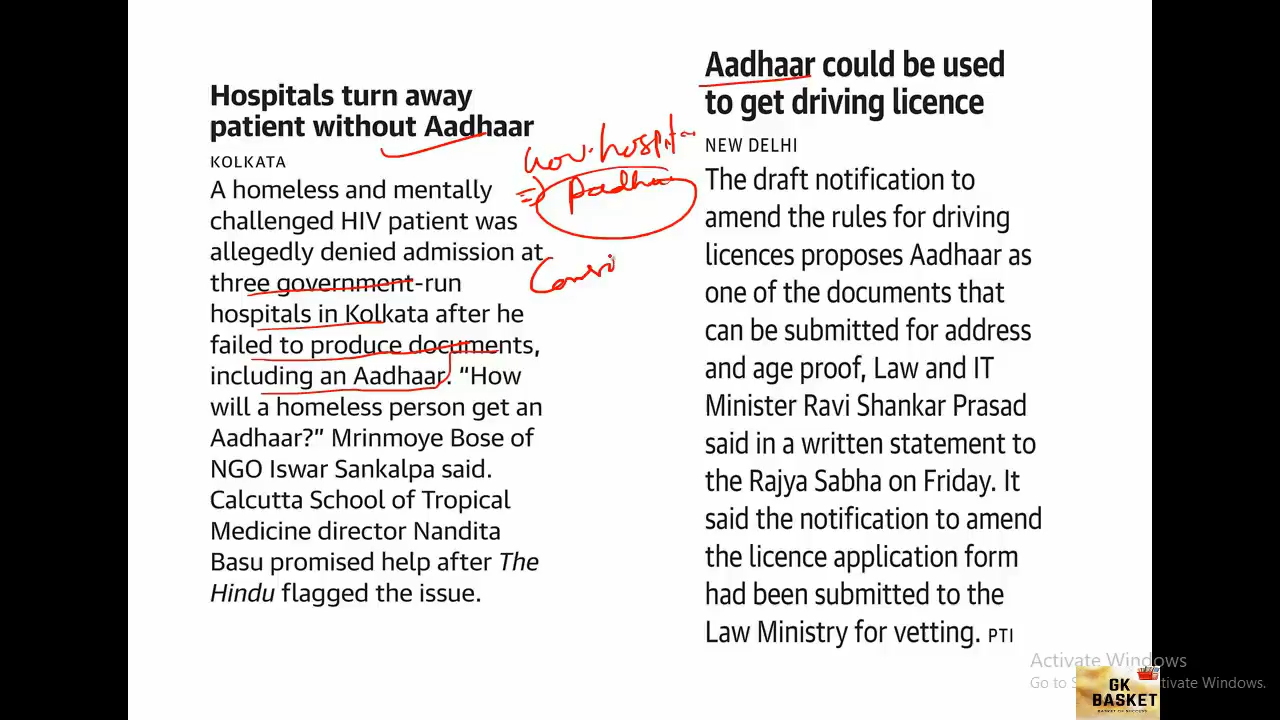 Hospitals turn away
patient without Aadhaar
KOLKATA
A homeless and mentally
challenged HIV patient was
allegedly denied admission at
three government-run
hospitals in Kolkata after he
failed to produce documents,
including an Aadhaar. “How
will a homeless person get an
Aadhaar?” Mrinmoye Bose of
NGO Iswar Sankalpa said.
Calcutta School of Tropical
Medicine director Nandita
Basu promised help after The
Hindu flagged the issue.
Gov. hospita
Aadhaa
Aadhaar could be used
to get driving licence
NEW DELHI
The draft notification to
amend the rules for driving
licences proposes Aadhaar as
one of the documents that
can be submitted for address
and age proof, Law and IT
Minister Ravi Shankar Prasad
said in a written statement to
the Rajya Sabha on Friday. It
said the notification to amend
the licence application form
had been submitted to the
Law Ministry for vetting. PTI
Activate Windows
Go to S tivate Windows.
GK
BASKET